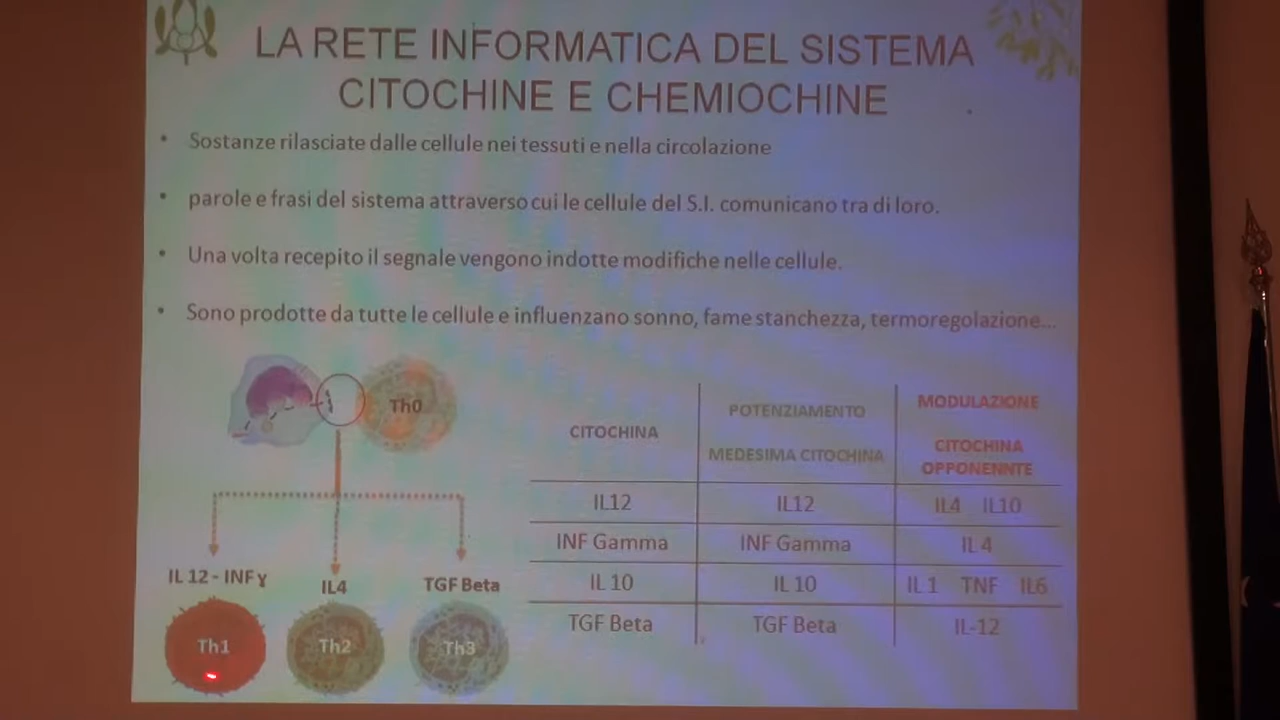 LA RETE INFORMATICA DEL SISTEMA
CITOCHINE E CHEMIOCHINE
• Sostanze rilasciate dalle cellule nei tessuti e nella circolazione
• parole e frasi del sistema attraverso cui le cellule del S.I. comunicano tra di loro.
• Una volta recepito il segnale vengono indotte modifiche nelle cellule.
• Sono prodotte da tutte le cellule e influenzano sonno, fame stanchezza, termoregolazione...
Th0
IL 12 - INF γ
IL4
TGF Beta
Th1
Th2
Th3
CITOCHINA
POTENZIAMENTO
MEDESIMA CITOCHINA
MODULAZIONE
CITOCHINA
OPPONENNTE
IL12 IL12 IL4 IL10
INF Gamma INF Gamma IL 4
IL 10 IL 10 IL 1 TNF IL6
TGF Beta TGF Beta IL-12